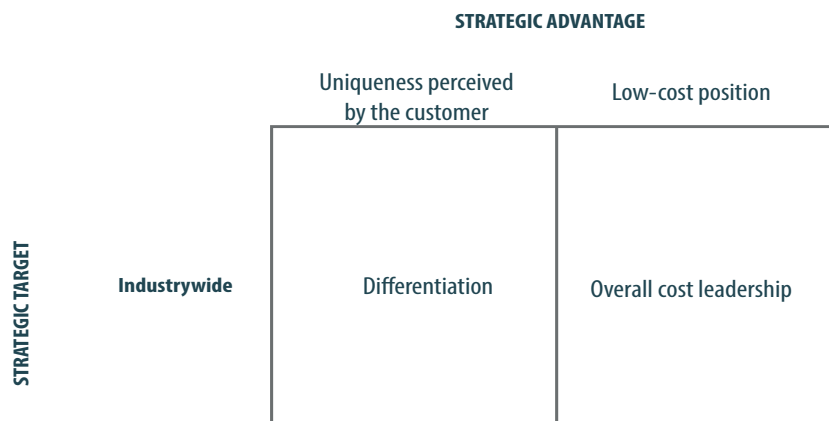 STRATEGIC ADVANTAGE
Uniqueness perceived
by the customer
Low-cost position
STRATEGIC TARGET
Industrywide
Differentiation
Overall cost leadership